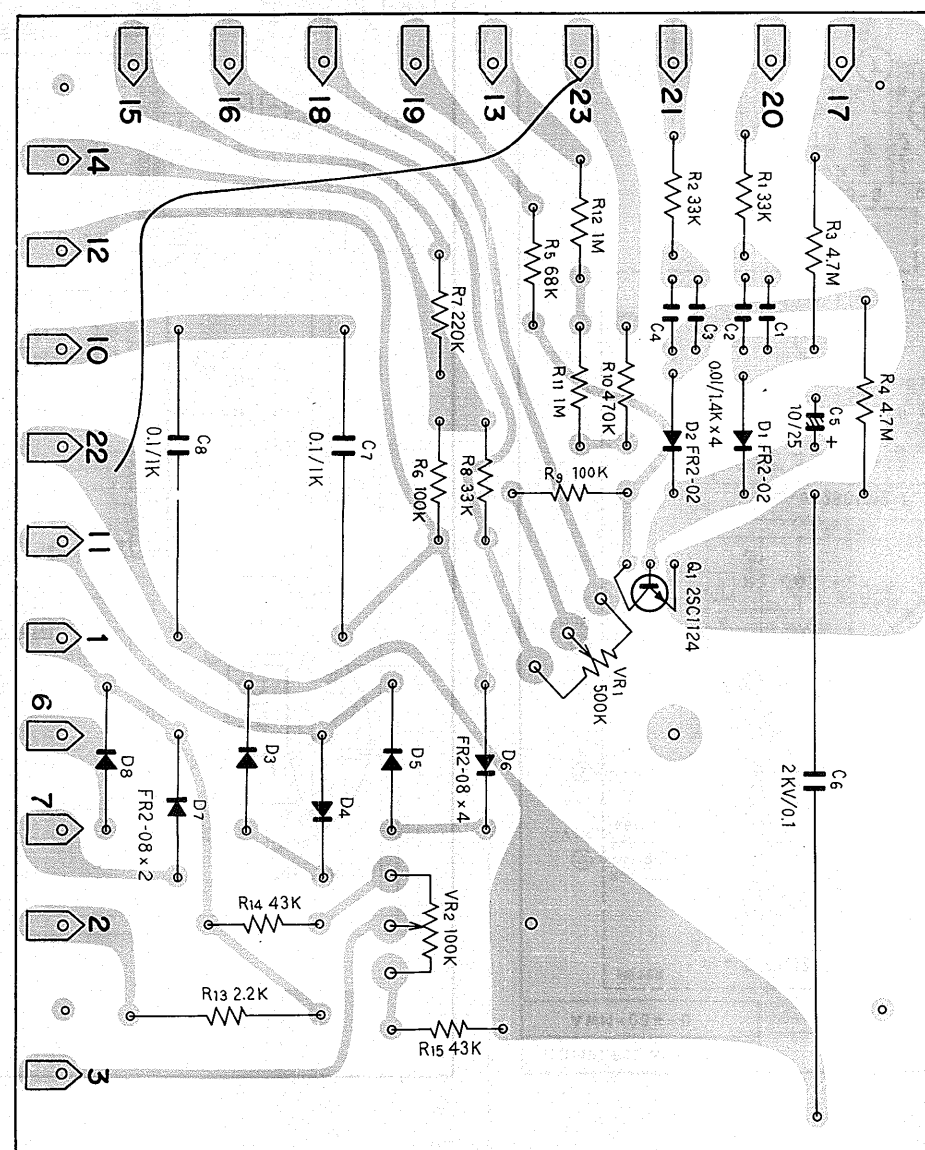 15
16
18
19
13
23
21
20
17
14
12
10
22
11
1
6
7
2
3
R2 33K
R1 33K
R3 4.7M
R12 1M
R5 68K
R7 220K
C4
C3
C2
C1
0.01/1.4K x 4
R4 4.7M
R11 1M
R10 470K
D2 FR2-02
D1 FR2-02
C5 +
10/25
C8
0.1/1K
C7
0.1/1K
R6 100K
R8 33K
R9 100K
Q1 2SC1124
VR1
500K
D8
D7
FR2-08 x 2
D3
D4
D5
D6
FR2-08 x 4
C6
2KV/0.1
R14 43K
VR2 100K
R13 2.2K
R15 43K